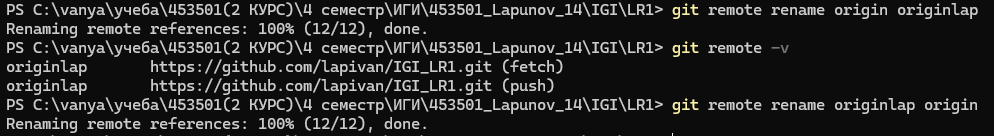 PS C:\vanya\учеба\453501(2 КУРС)\4 семестр\ИГИ\453501_Lapunov_14\IGI\LR1> git remote rename origin originlap
Renaming remote references: 100% (12/12), done.
PS C:\vanya\учеба\453501(2 КУРС)\4 семестр\ИГИ\453501_Lapunov_14\IGI\LR1> git remote -v
originlap       https://github.com/lapivan/IGI_LR1.git (fetch)
originlap       https://github.com/lapivan/IGI_LR1.git (push)
PS C:\vanya\учеба\453501(2 КУРС)\4 семестр\ИГИ\453501_Lapunov_14\IGI\LR1> git remote rename originlap origin
Renaming remote references: 100% (12/12), done.